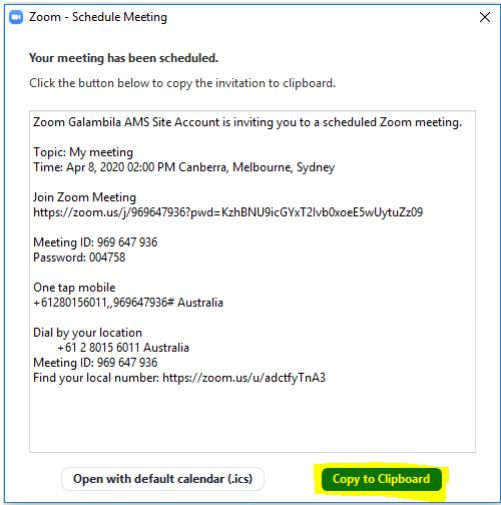 Zoom - Schedule Meeting
Your meeting has been scheduled.
Click the button below to copy the invitation to clipboard.
Zoom Galambila AMS Site Account is inviting you to a scheduled Zoom meeting.
Topic: My meeting
Time: Apr 8, 2020 02:00 PM Canberra, Melbourne, Sydney
Join Zoom Meeting
https://zoom.us/j/969647936?pwd=KzhBNU9icGYxT2lvb0xoeE5wUytuZz09
Meeting ID: 969 647 936
Password: 004758
One tap mobile
+61280156011,,969647936# Australia
Dial by your location
+61 2 8015 6011 Australia
Meeting ID: 969 647 936
Find your local number: https://zoom.us/u/adctfyTnA3
Open with default calendar (.ics)
Copy to Clipboard